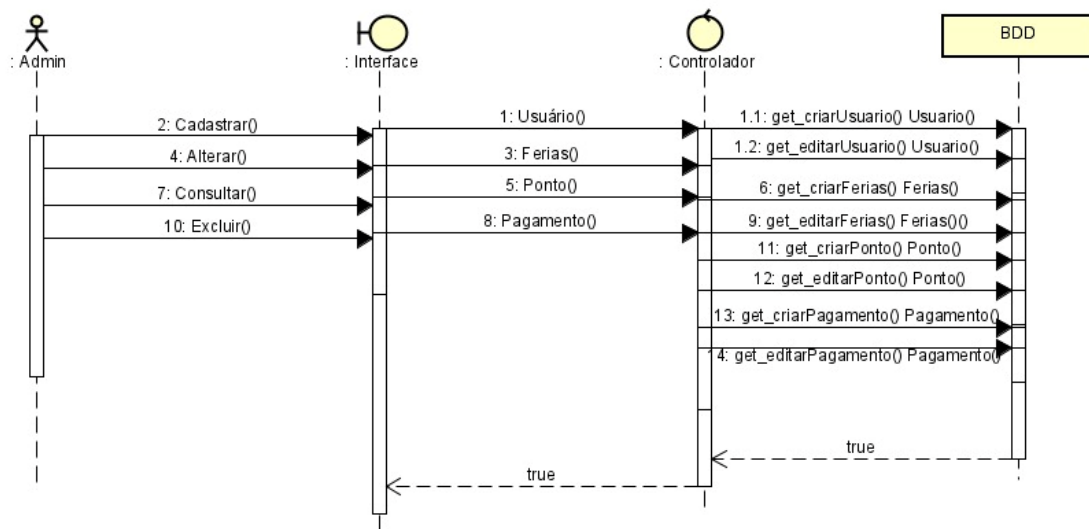 : Admin
: Interface
: Controlador
BDD
2: Cadastrar()
1: Usuário()
1.1: get_criarUsuario() Usuario()
4: Alterar()
3: Ferias()
1.2: get_editarUsuario() Usuario()
7: Consultar()
5: Ponto()
6: get_criarFerias() Ferias()
10: Excluir()
8: Pagamento()
9: get_editarFerias() Ferias()()
11: get_criarPonto() Ponto()
12: get_editarPonto() Ponto()
13: get_criarPagamento() Pagamento()
14: get_editarPagamento() Pagamento()
true
true